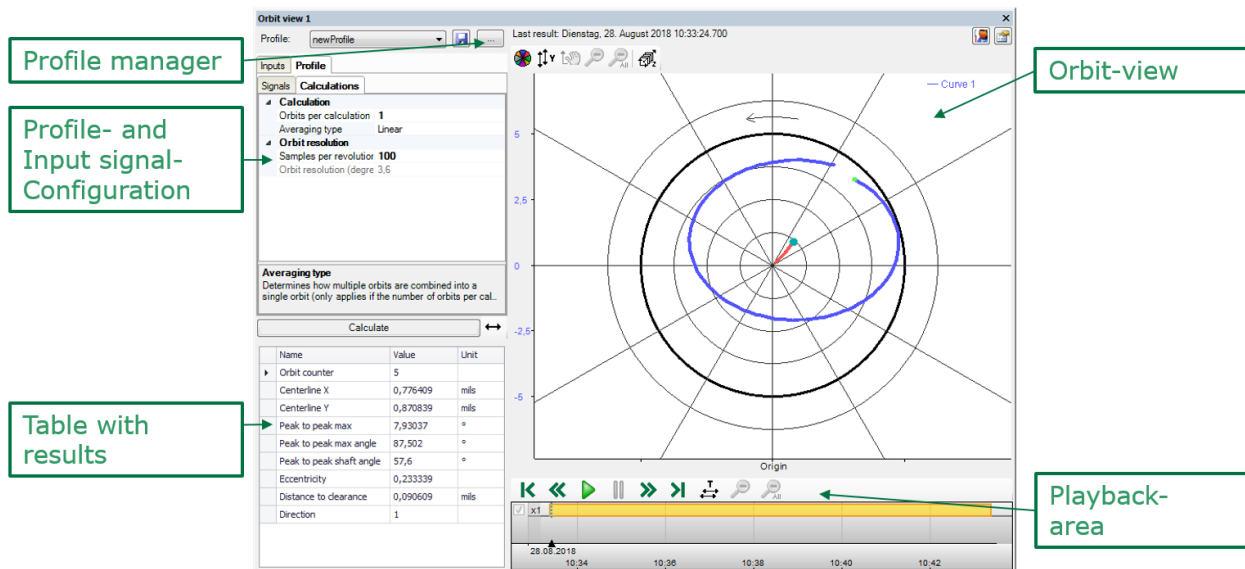 Orbit view 1
Profile: newProfile ...
Last result: Dienstag, 28. August 2018 10:33:24.700
Profile manager
Inputs Profile
Signals Calculations
Calculation
Orbits per calculation 1
Averaging type Linear
Orbit resolution
Samples per revolution 100
Orbit resolution (degre 3,6
Profile- and
Input signal-
Configuration
Averaging type
Determines how multiple orbits are combined into a
single orbit (only applies if the number of orbits per cal...
Calculate
Name Value Unit
Orbit counter 5
Centerline X 0,776409 mils
Centerline Y 0,870839 mils
Peak to peak max 7,93037 °
Peak to peak max angle 87,502 °
Peak to peak shaft angle 57,6 °
Eccentricity 0,233339
Distance to clearance 0,090609 mils
Direction 1
Table with
results
Y All Z
Curve 1
5
2,5
0
-2,5
-5
Origin
Orbit-view
T All
x1
28.08.2018
10:34 10:36 10:38 10:40 10:42
Playback-
area